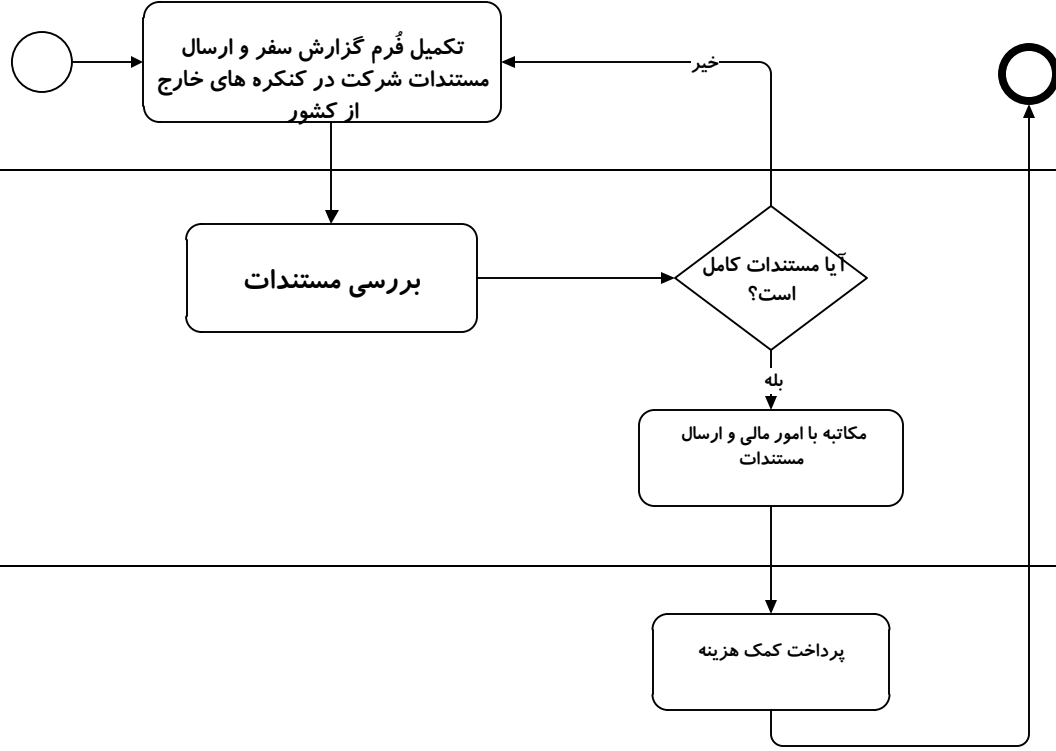 تکمیل فُرم گزارش سفر و ارسال
مستندات شرکت در کنکره های خارج
از کشور
خیر
بررسی مستندات
آیا مستندات کامل
است؟
بله
مکاتبه با امور مالی و ارسال
مستندات
پرداخت کمک هزینه